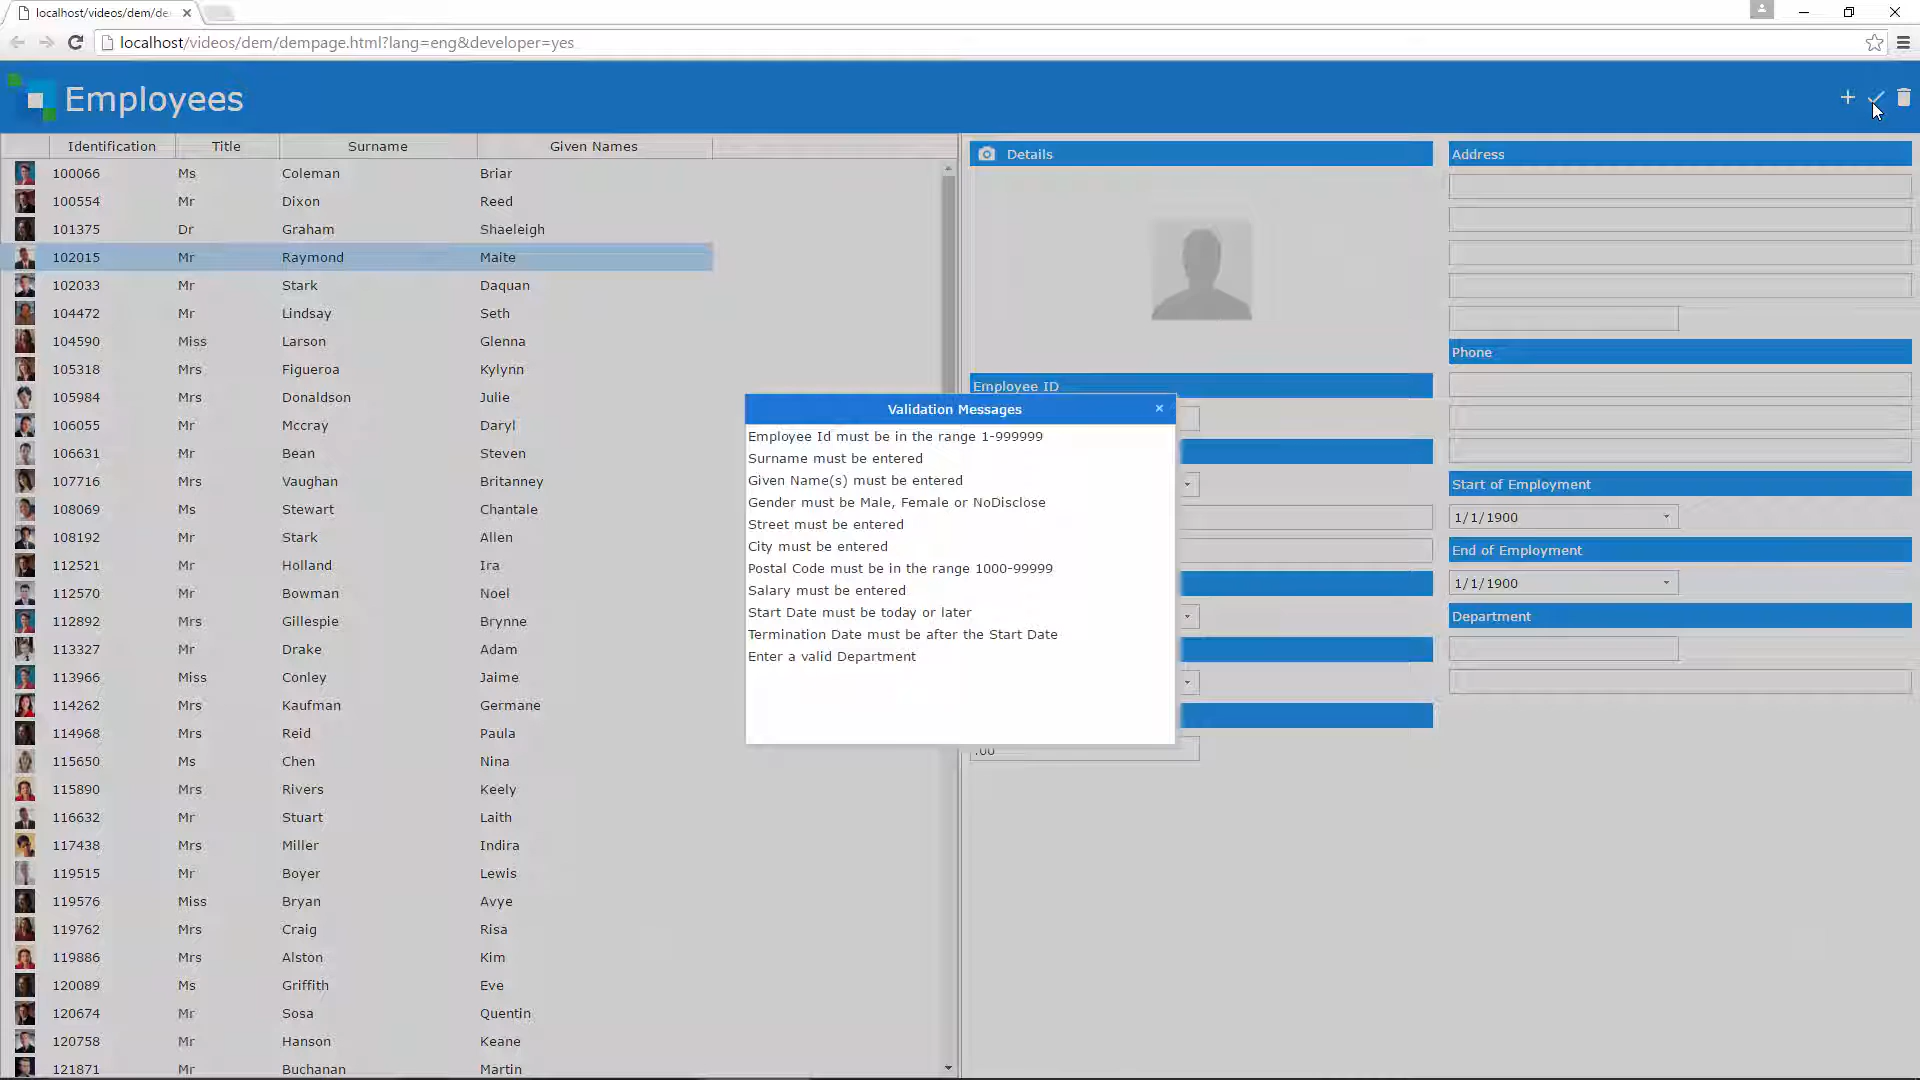 localhost/videos/dem/de
localhost/videos/dem/dempage.html?lang=eng&developer=yes
Employees
Identification Title Surname Given Names
100066 Ms Coleman Briar
100554 Mr Dixon Reed
101375 Dr Graham Shaeleigh
102015 Mr Raymond Maite
102033 Mr Stark Daquan
104472 Mr Lindsay Seth
104590 Miss Larson Glenna
105318 Mrs Figueroa Kylynn
105984 Mrs Donaldson Julie
106055 Mr Mccray Daryl
106631 Mr Bean Steven
107716 Mrs Vaughan Britanney
108069 Ms Stewart Chantale
108192 Mr Stark Allen
112521 Mr Holland Ira
112570 Mr Bowman Noel
112892 Mrs Gillespie Brynne
113327 Mr Drake Adam
113966 Miss Conley Jaime
114262 Mrs Kaufman Germane
114968 Mrs Reid Paula
115650 Ms Chen Nina
115890 Mrs Rivers Keely
116632 Mr Stuart Laith
117438 Mrs Miller Indira
119515 Mr Boyer Lewis
119576 Miss Bryan Avye
119762 Mrs Craig Risa
119886 Mrs Alston Kim
120089 Ms Griffith Eve
120674 Mr Sosa Quentin
120758 Mr Hanson Keane
121871 Mr Buchanan Martin
Details
Employee ID
Validation Messages
Employee Id must be in the range 1-999999
Surname must be entered
Given Name(s) must be entered
Gender must be Male, Female or NoDisclose
Street must be entered
City must be entered
Postal Code must be in the range 1000-99999
Salary must be entered
Start Date must be today or later
Termination Date must be after the Start Date
Enter a valid Department
.00
Address
Phone
Start of Employment
1/1/1900
End of Employment
1/1/1900
Department